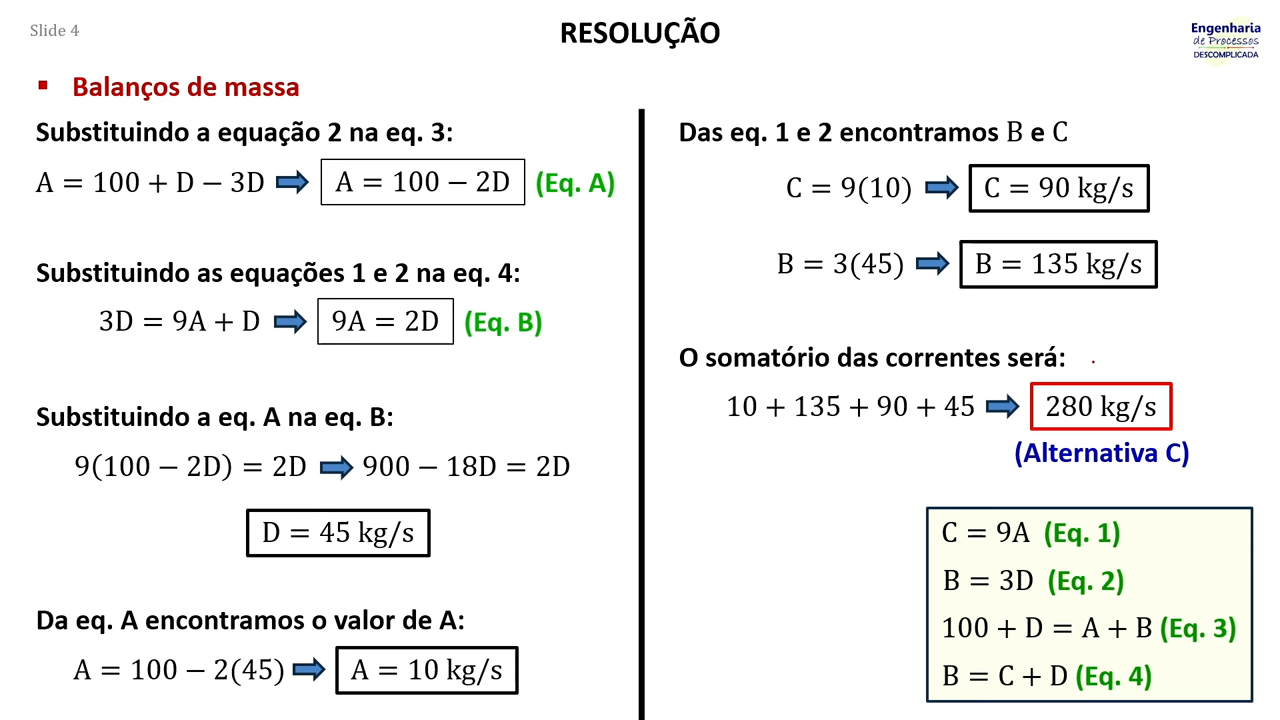 Slide 4
RESOLUÇÃO
Engenharia
de Processos
DESCOMPLICADA
▪ Balanços de massa
Substituindo a equação 2 na eq. 3:
A = 100 + D − 3D ➡ A = 100 − 2D (Eq. A)
Substituindo as equações 1 e 2 na eq. 4:
3D = 9A + D ➡ 9A = 2D (Eq. B)
Substituindo a eq. A na eq. B:
9(100 − 2D) = 2D ➡ 900 − 18D = 2D
D = 45 kg/s
Da eq. A encontramos o valor de A:
A = 100 − 2(45) ➡ A = 10 kg/s
Das eq. 1 e 2 encontramos B e C
C = 9(10) ➡ C = 90 kg/s
B = 3(45) ➡ B = 135 kg/s
O somatório das correntes será:
10 + 135 + 90 + 45 ➡ 280 kg/s
(Alternativa C)
C = 9A (Eq. 1)
B = 3D (Eq. 2)
100 + D = A + B (Eq. 3)
B = C + D (Eq. 4)